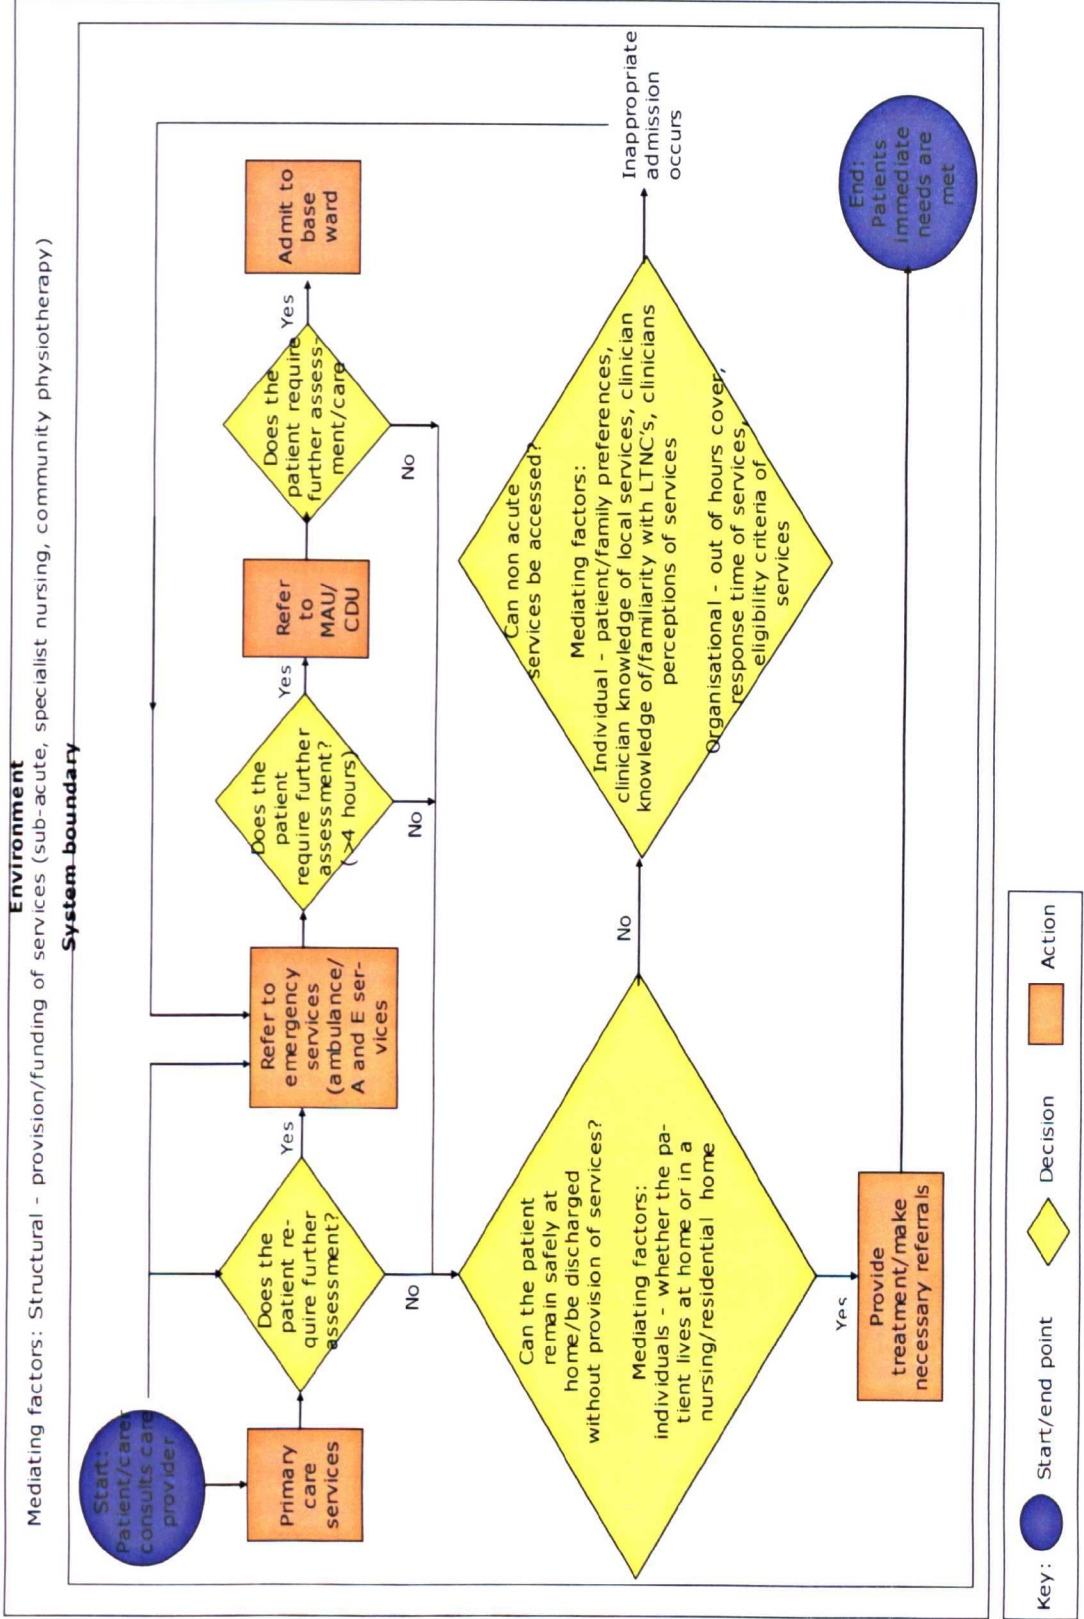 Environment
Mediating factors: Structural - provision/funding of services (sub-acute, specialist nursing, community physiotherapy)
System boundary
Start:
Patient/carer
consults care
provider
Primary
care
services
Does the
patient re-
quire further
assessment?
Yes
No
Refer to
emergency
services
(ambulance/
A and E ser-
vices
Does the
patient
require further
assessment?
(>4 hours)
Yes
No
Refer
to
MAU/
CDU
Does the
patient require
further assess-
ment/care
Yes
No
Admit to
base
ward
Can the patient
remain safely at
home/be discharged
without provision of services?
Mediating factors:
individuals - whether the pa-
tient lives at home or in a
nursing/residential home
No
Yes
Can non acute
services be accessed?
Mediating factors:
Individual - patient/family preferences,
clinician knowledge of local services, clinician
knowledge of/familiarity with LTNC's, clinicians
perceptions of services
Organisational - out of hours cover,
response time of services,
eligibility criteria of
services
Inappropriate
admission
occurs
Provide
treatment/make
necessary referrals
End:
Patients
immediate
needs are
met
Key:
Start/end point
Decision
Action